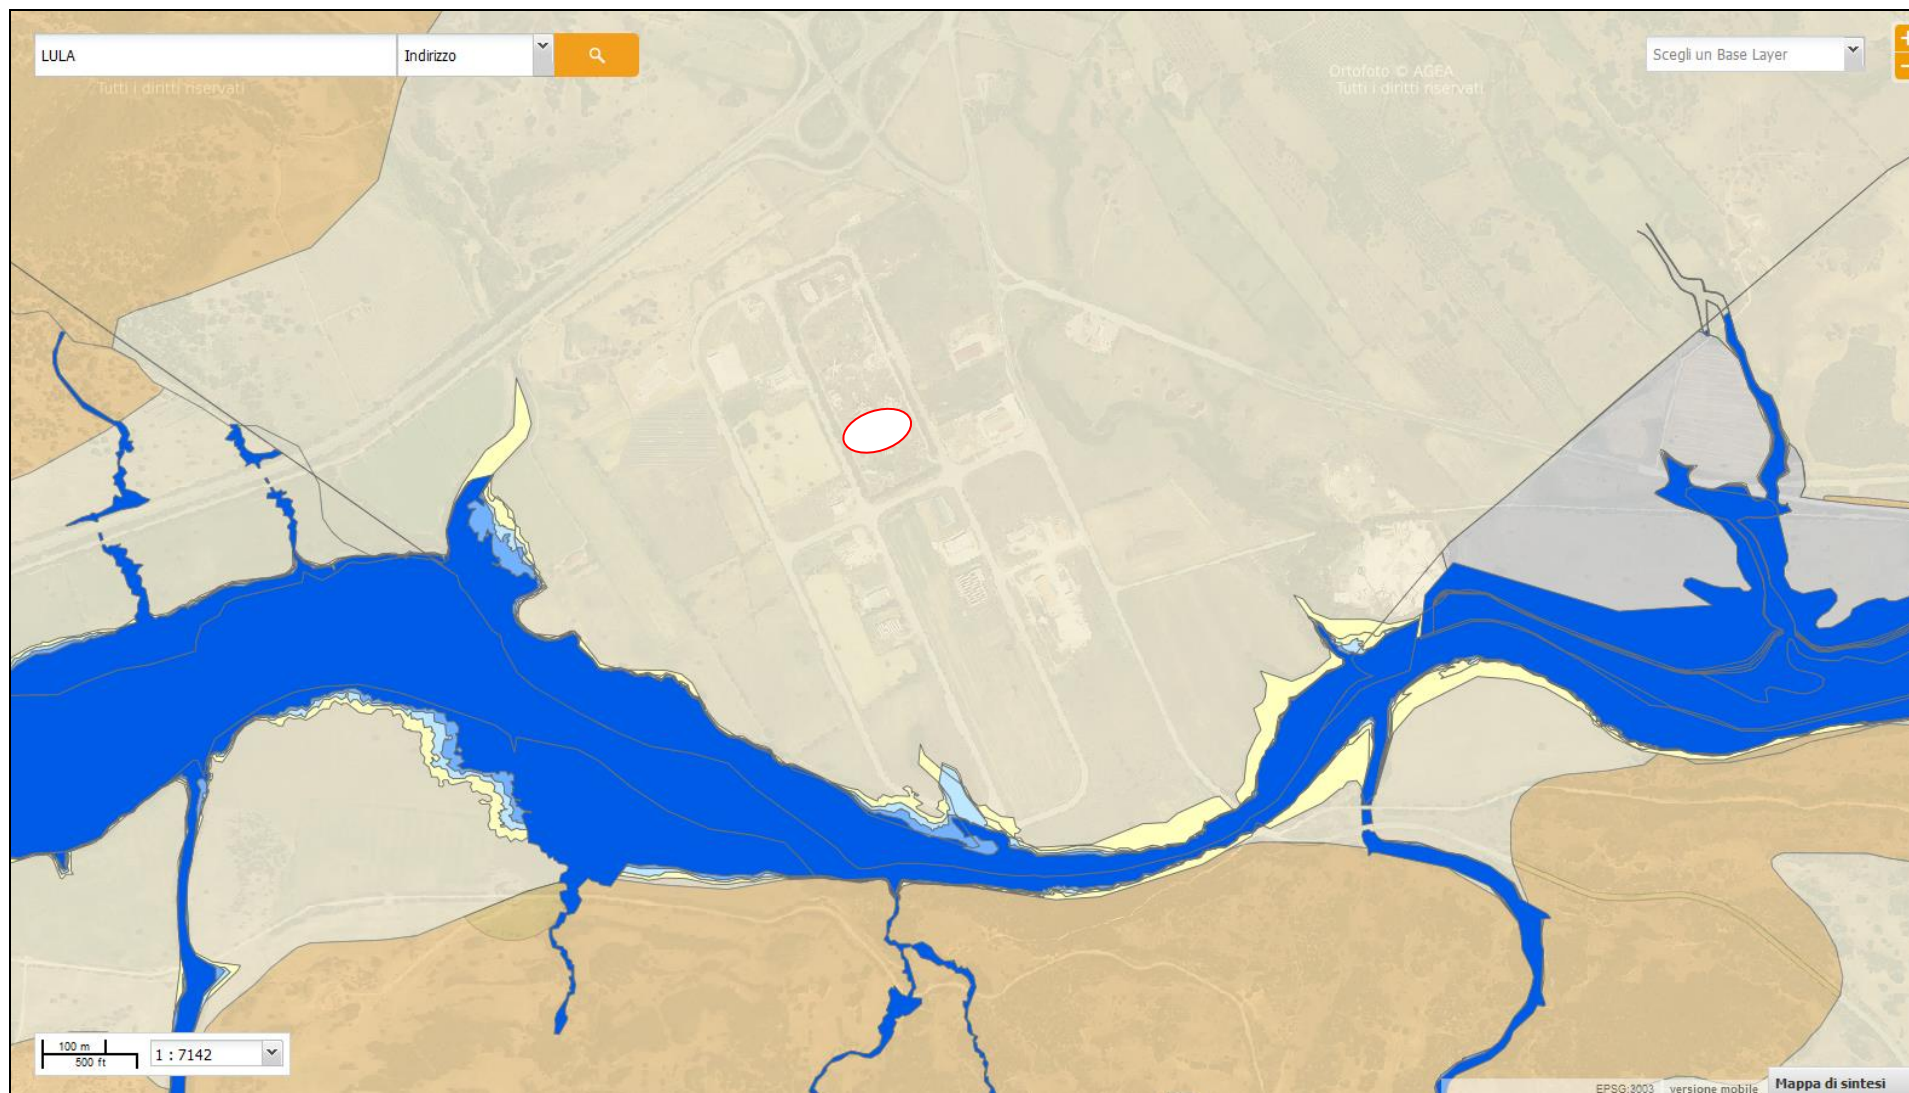 LULA
Indirizzo
Scegli un Base Layer
+
−
Tutti i diritti riservati
Ortofoto © AGEA
Tutti i diritti riservati
100 m
500 ft
1 : 7142
EPSG:3003 versione mobile Mappa di sintesi